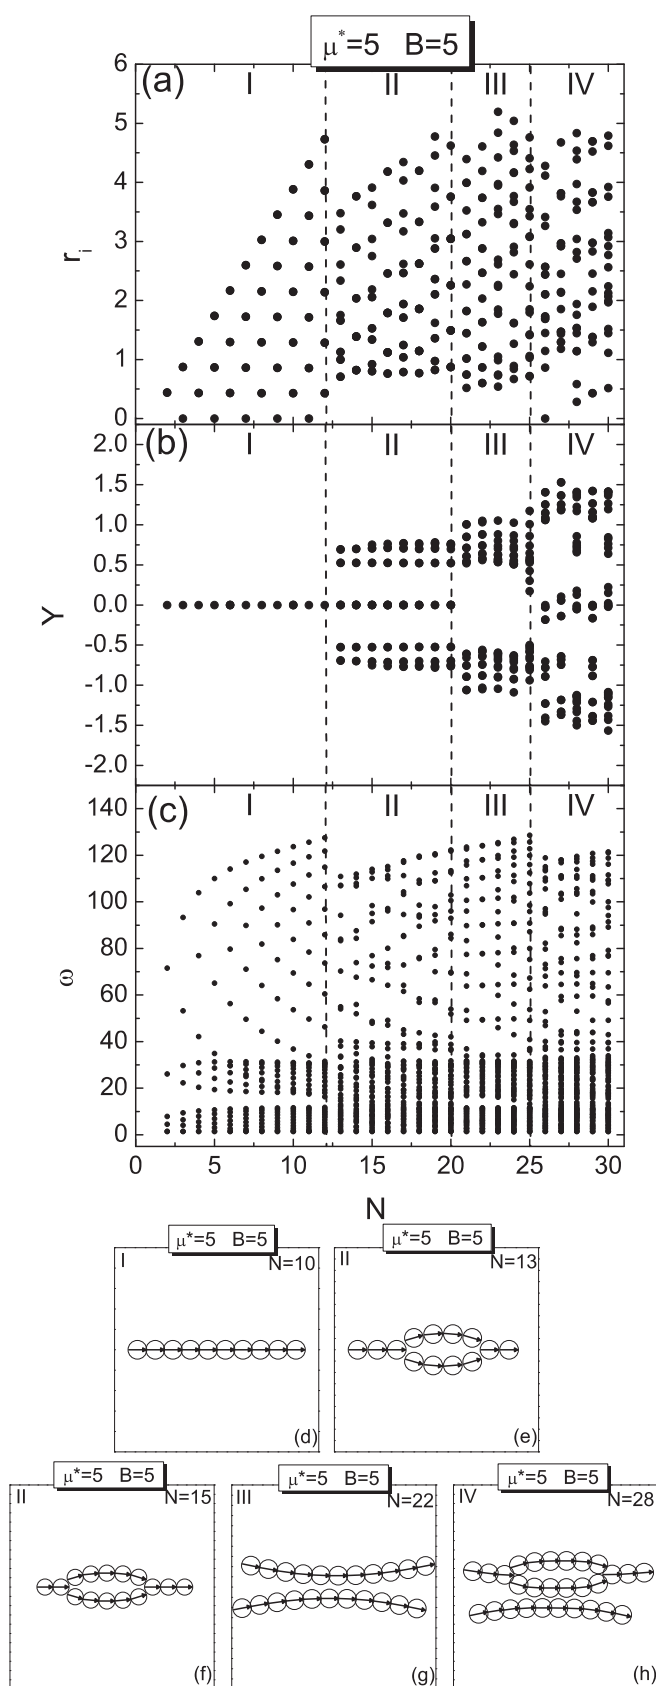 μ*=5 B=5
(a) I II III IV
6
5
4
3
2
1
0
r_i
(b) I II III IV
2.0
1.5
1.0
0.5
0.0
-0.5
-1.0
-1.5
-2.0
Y
(c) I II III IV
140
120
100
80
60
40
20
0
ω
0 5 10 15 20 25 30
N
μ*=5 B=5
I N=10
(d)
μ*=5 B=5
II N=13
(e)
μ*=5 B=5
II N=15
(f)
μ*=5 B=5
III N=22
(g)
μ*=5 B=5
IV N=28
(h)